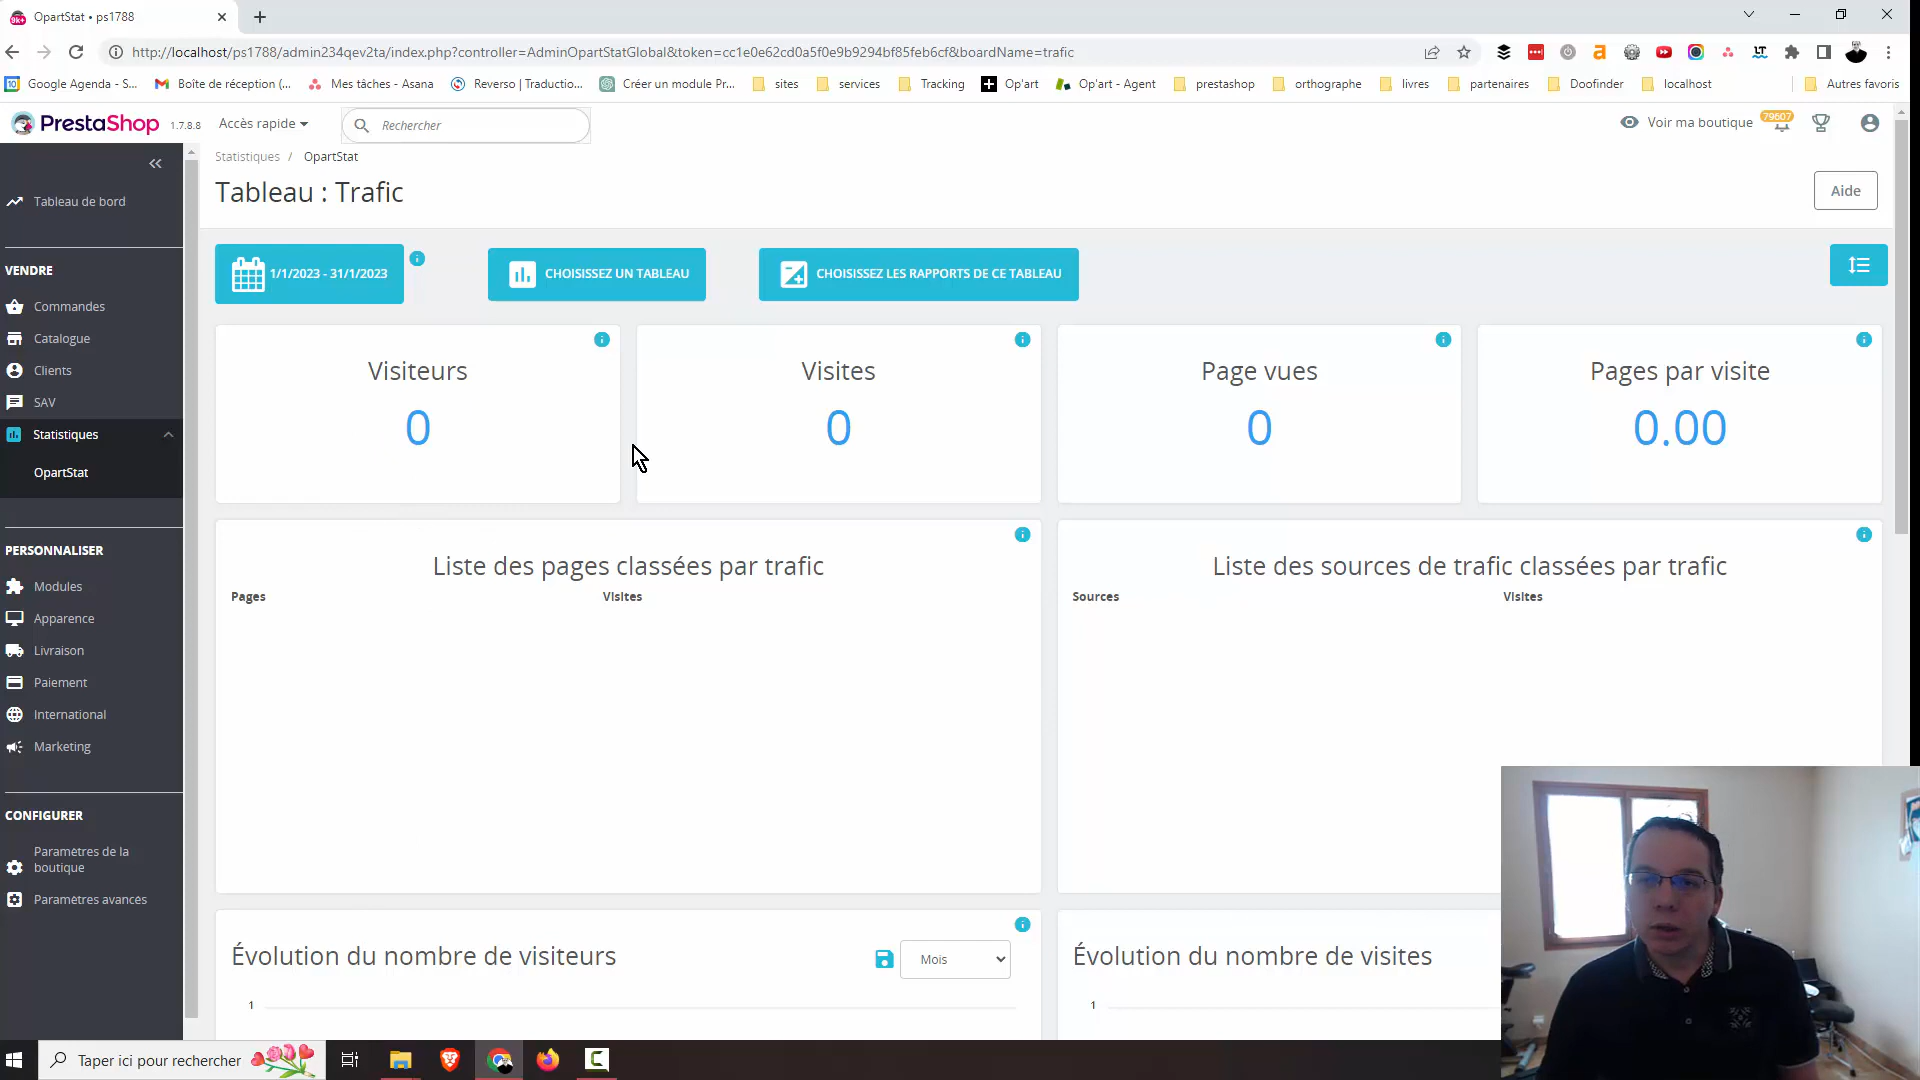 OpartStat • ps1788
http://localhost/ps1788/admin234qev2ta/index.php?controller=AdminOpartStatGlobal&token=cc1e0e62cd0a5f0e9b9294bf85feb6cf&boardName=trafic
Google Agenda - S... Boîte de réception (... Mes tâches - Asana Reverso | Traductio... Créer un module Pr... sites services Tracking Op'art Op'art - Agent prestashop orthographe livres partenaires Doofinder localhost Autres favoris
PrestaShop 1.7.8.8 Accès rapide Rechercher Voir ma boutique 79607
Statistiques / OpartStat
Tableau : Trafic
Aide
Tableau de bord
VENDRE
Commandes
Catalogue
Clients
SAV
Statistiques
OpartStat
PERSONNALISER
Modules
Apparence
Livraison
Paiement
International
Marketing
CONFIGURER
Paramètres de la
boutique
Paramètres avancés
1/1/2023 - 31/1/2023 CHOISISSEZ UN TABLEAU CHOISISSEZ LES RAPPORTS DE CE TABLEAU
Visiteurs
0
Visites
0
Page vues
0
Pages par visite
0.00
Liste des pages classées par trafic
Pages Visites
Liste des sources de trafic classées par trafic
Sources Visites
Évolution du nombre de visiteurs
Mois
1
Évolution du nombre de visites
1
Taper ici pour rechercher